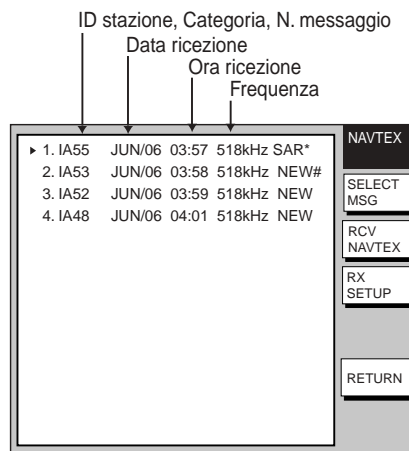 ID stazione, Categoria, N. messaggio
Data ricezione
Ora ricezione
Frequenza
1. IA55 JUN/06 03:57 518kHz SAR*
2. IA53 JUN/06 03:58 518kHz NEW#
3. IA52 JUN/06 03:59 518kHz NEW
4. IA48 JUN/06 04:01 518kHz NEW
NAVTEX
SELECT
MSG
RCV
NAVTEX
RX
SETUP
RETURN